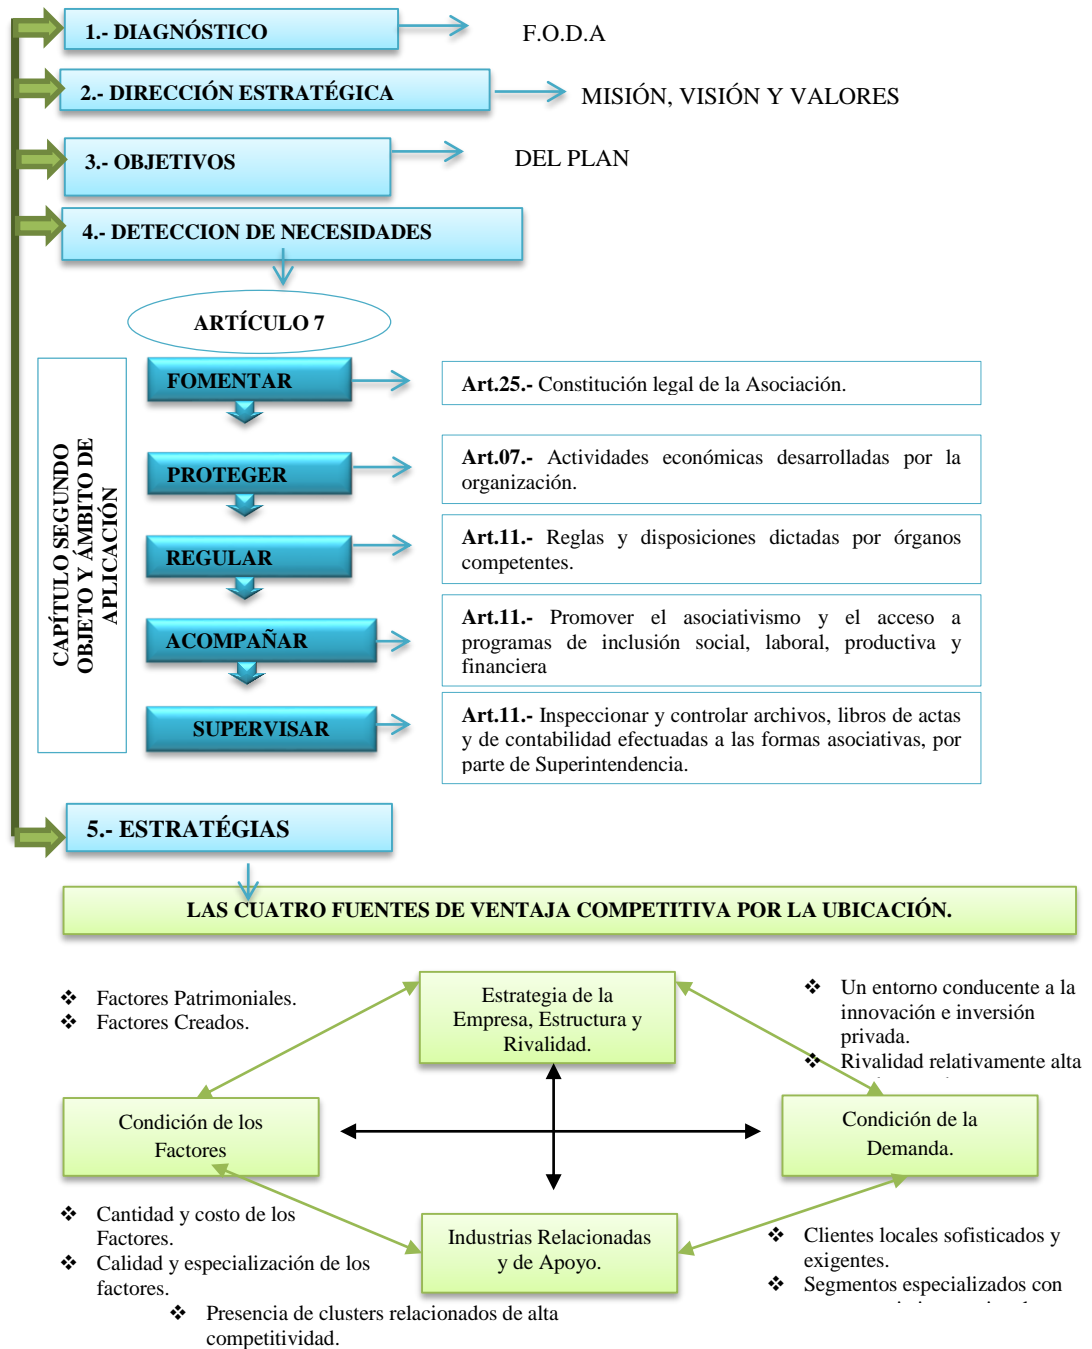 1.- DIAGNÓSTICO
F.O.D.A
2.- DIRECCIÓN ESTRATÉGICA
MISIÓN, VISIÓN Y VALORES
3.- OBJETIVOS
DEL PLAN
4.- DETECCION DE NECESIDADES
ARTÍCULO 7
CAPÍTULO SEGUNDO
OBJETO Y ÁMBITO DE
APLICACIÓN
FOMENTAR
Art.25.- Constitución legal de la Asociación.
PROTEGER
Art.07.- Actividades económicas desarrolladas por la
organización.
REGULAR
Art.11.- Reglas y disposiciones dictadas por órganos
competentes.
ACOMPAÑAR
Art.11.- Promover el asociativismo y el acceso a
programas de inclusión social, laboral, productiva y
financiera
SUPERVISAR
Art.11.- Inspeccionar y controlar archivos, libros de actas
y de contabilidad efectuadas a las formas asociativas, por
parte de Superintendencia.
5.- ESTRATÉGIAS
LAS CUATRO FUENTES DE VENTAJA COMPETITIVA POR LA UBICACIÓN.
❖ Factores Patrimoniales.
❖ Factores Creados.
Estrategia de la
Empresa, Estructura y
Rivalidad.
❖ Un entorno conducente a la
innovación e inversión
privada.
❖ Rivalidad relativamente alta
Condición de los
Factores
Condición de la
Demanda.
❖ Cantidad y costo de los
Factores.
❖ Calidad y especialización de los
factores.
Industrias Relacionadas
y de Apoyo.
❖ Clientes locales sofisticados y
exigentes.
❖ Segmentos especializados con
❖ Presencia de clusters relacionados de alta
competitividad.